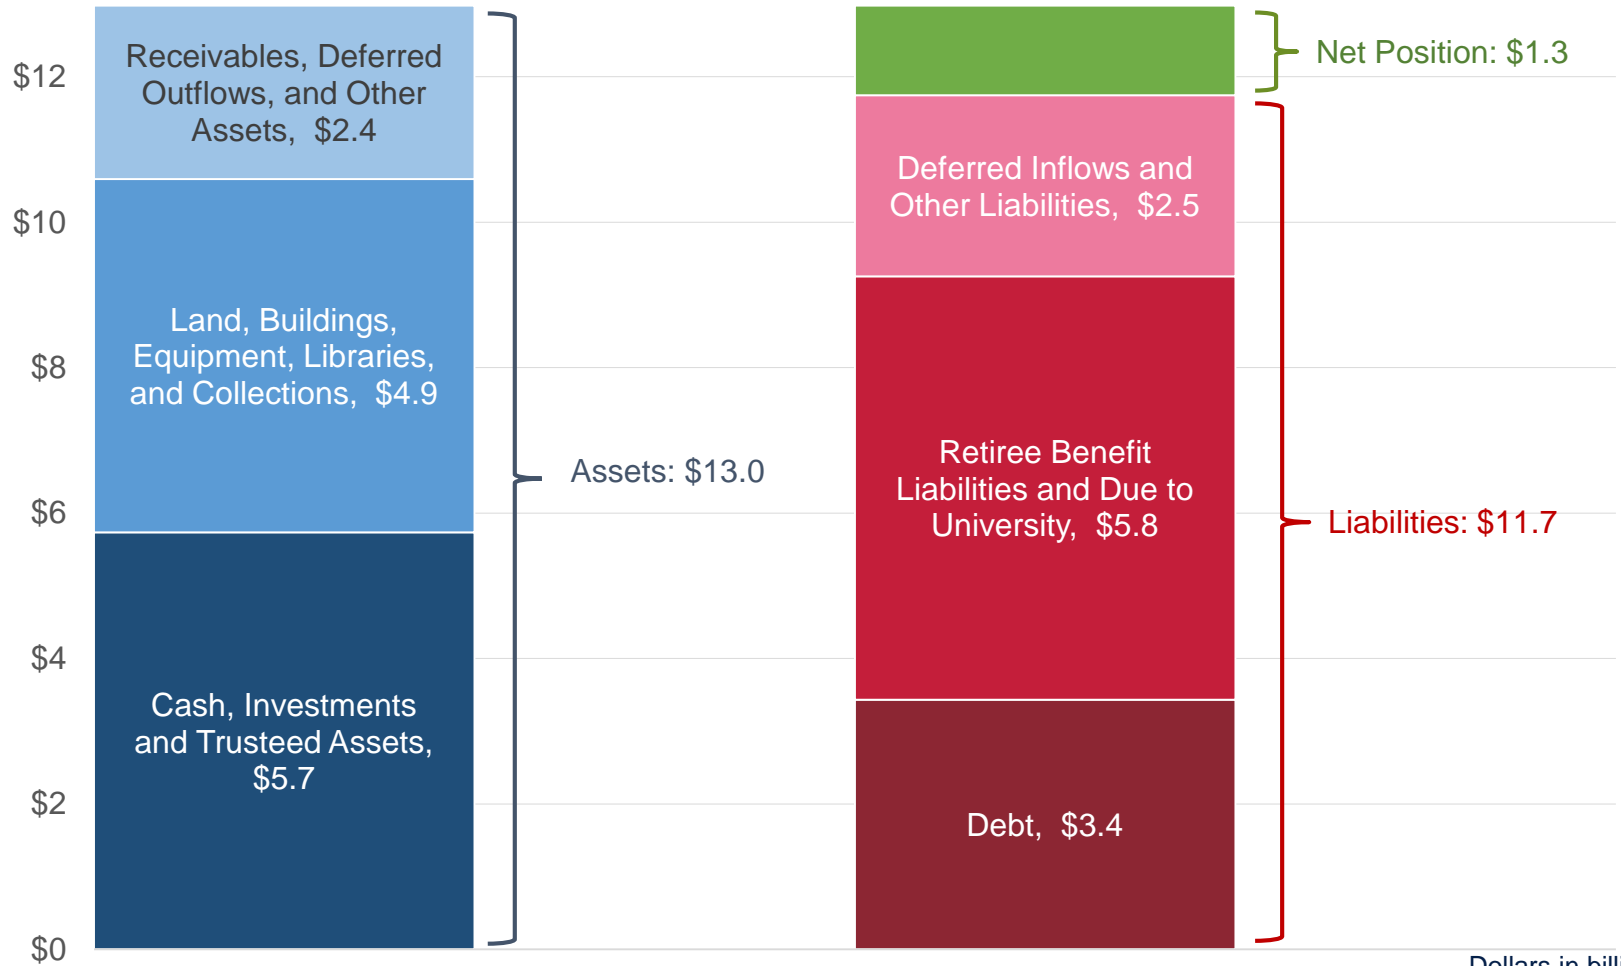 $12
$10
$8
$6
$4
$2
$0
Receivables, Deferred
Outflows, and Other
Assets, $2.4
Land, Buildings,
Equipment, Libraries,
and Collections, $4.9
Cash, Investments
and Trusteed Assets,
$5.7
Assets: $13.0
Deferred Inflows and
Other Liabilities, $2.5
Retiree Benefit
Liabilities and Due to
University, $5.8
Debt, $3.4
Net Position: $1.3
Liabilities: $11.7
Dollars in